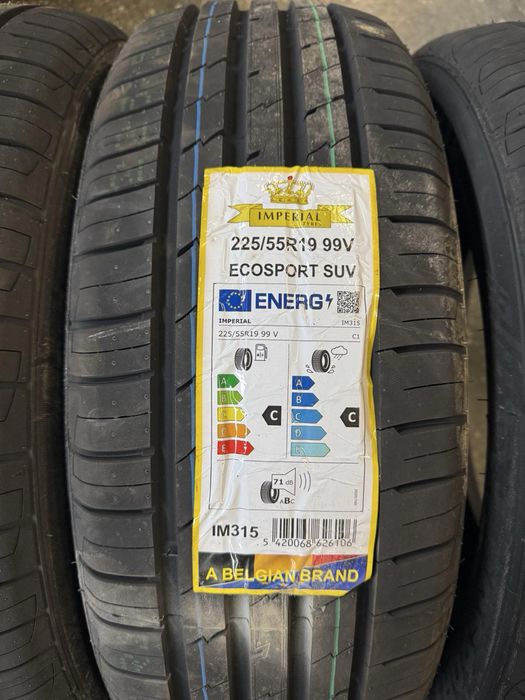 IMPERIAL
TYRES
225/55R19 99V
ECOSPORT SUV
ENERG
IMPERIAL IM315
225/55R19 99 V C1
A A
B B
C C C C
D D
E E
71 dB
ABC
IM315
5 420068 626106
A BELGIAN BRAND